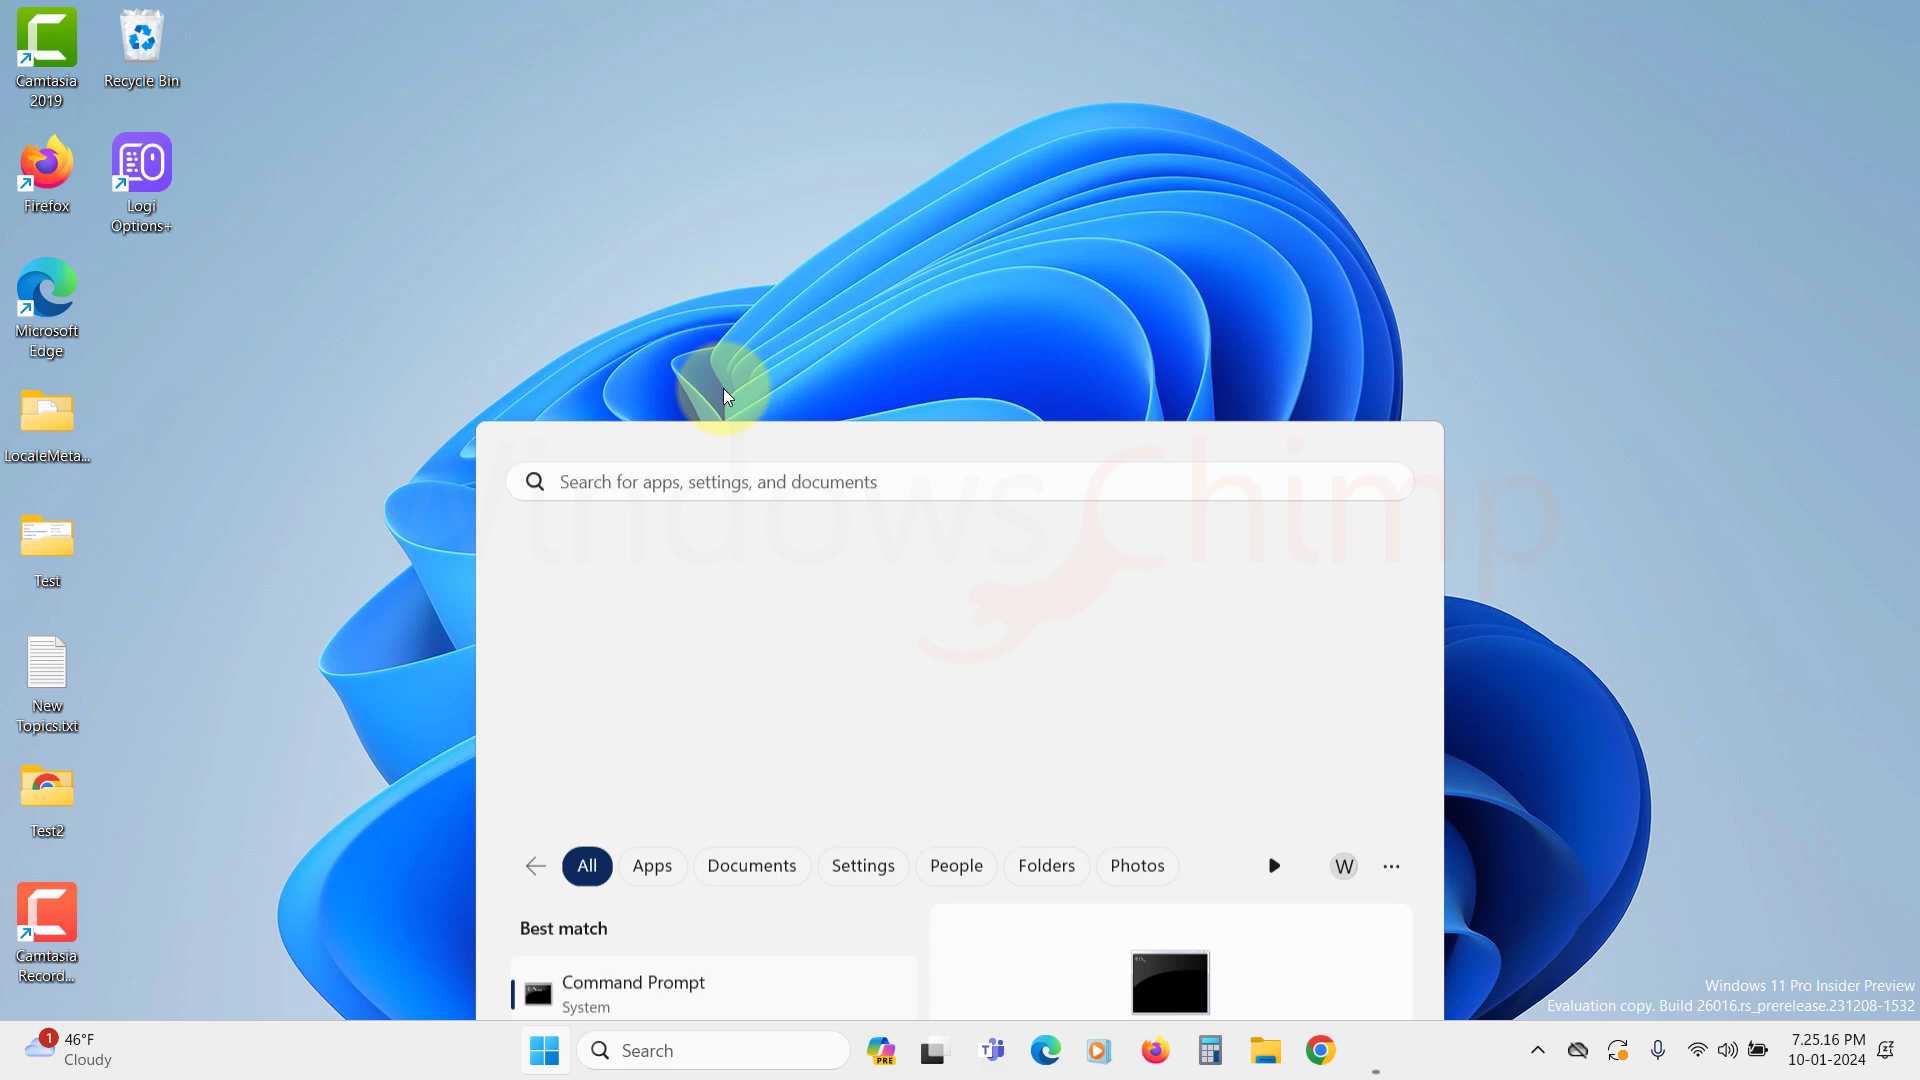 Camtasia
2019
Recycle Bin
Firefox
Logi
Options+
Microsoft
Edge
LocaleMeta...
Test
New
Topics.txt
Test2
Camtasia
Record...
WindowsChimp
Search for apps, settings, and documents
All
Apps
Documents
Settings
People
Folders
Photos
W
Best match
Command Prompt
System
Windows 11 Pro Insider Preview
Evaluation copy. Build 26016.rs_prerelease.231208-1532
1
46°F
Cloudy
Search
PRE
7.25.16 PM
10-01-2024